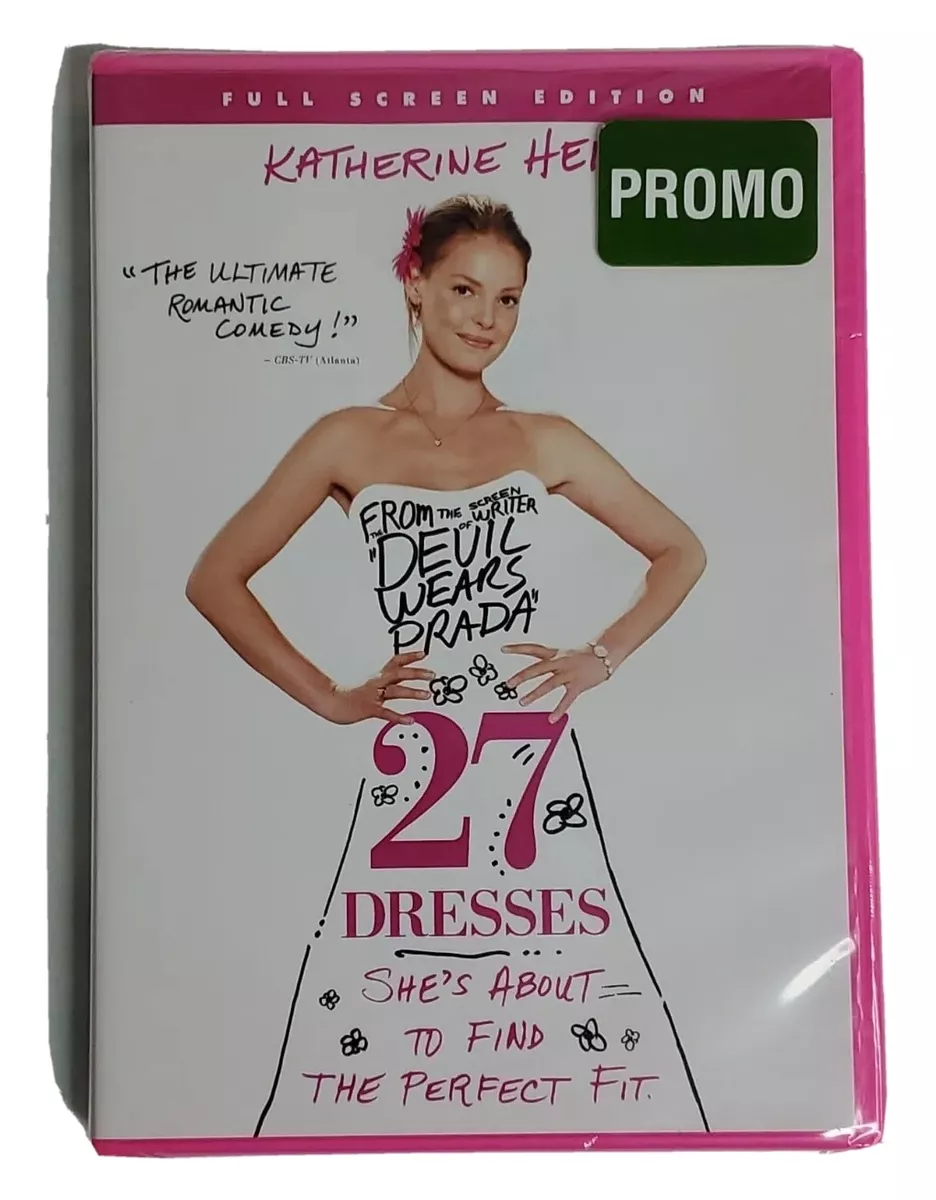 FULL SCREEN EDITION
KATHERINE HEI
PROMO
"THE ULTIMATE
ROMANTIC
COMEDY!"
– CBS-TV (Atlanta)
FROM THE SCREEN
WRITER
OF
THE
"DEVIL
WEARS
PRADA"
27
DRESSES
SHE'S ABOUT
TO FIND
THE PERFECT FIT.